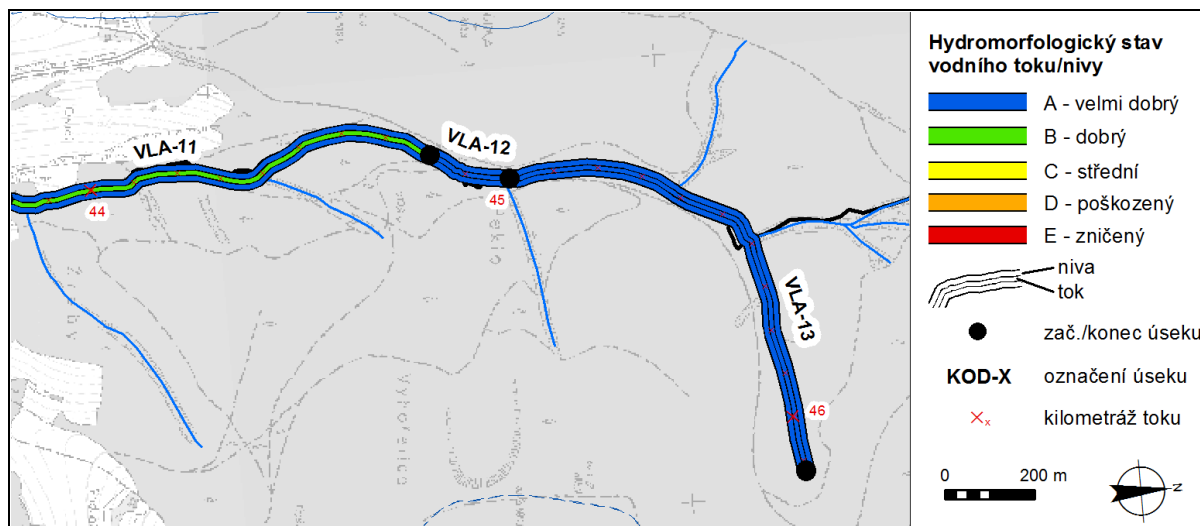 VLA-11
VLA-12
44
45
VLA-13
46
Hydromorfologický stav
vodního toku/nivy
A - velmi dobrý
B - dobrý
C - střední
D - poškozený
E - zničený
niva
tok
zač./konec úseku
KOD-X
označení úseku
x
kilometráž toku
0
200 m
N